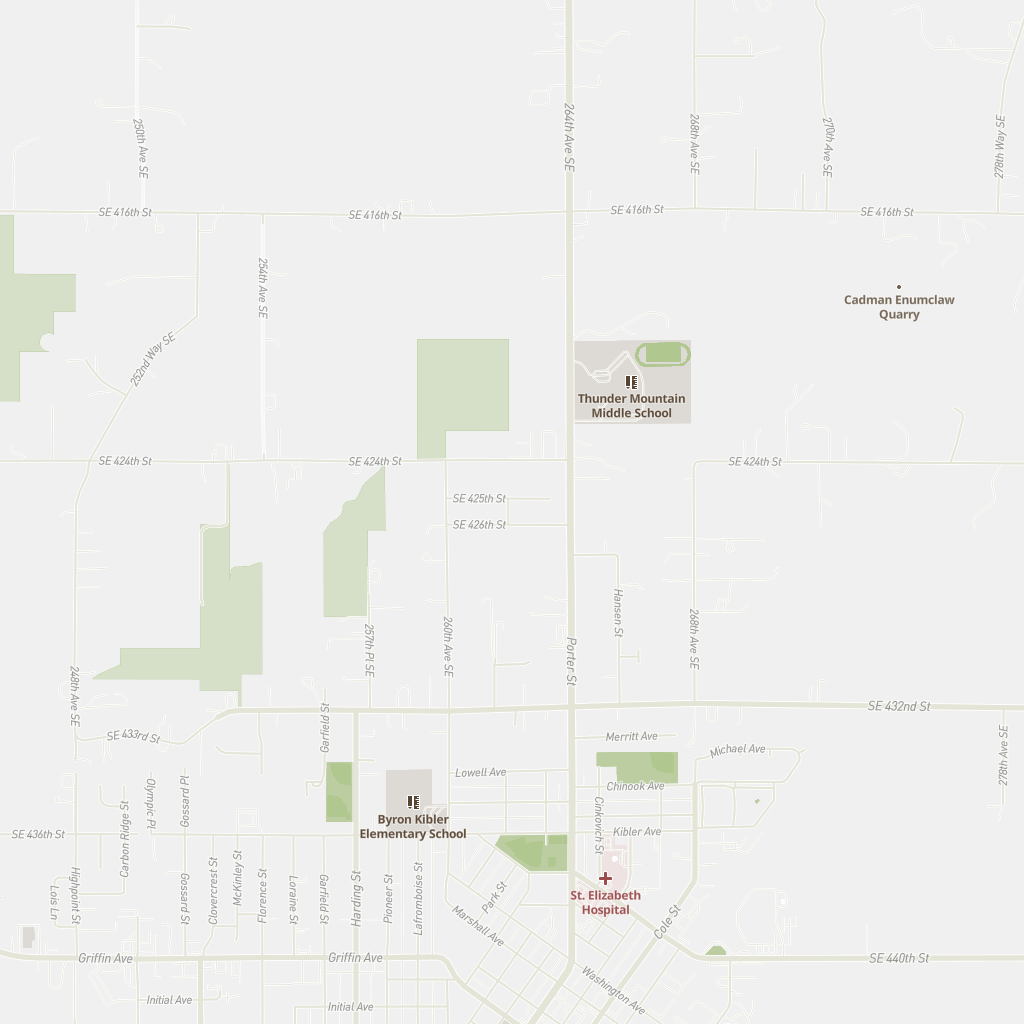 264th Ave SE
250th Ave SE
268th Ave SE
270th Ave SE
278th Way SE
SE 416th St
SE 416th St
SE 416th St
SE 416th St
254th Ave SE
Cadman Enumclaw
Quarry
252nd Way SE
Thunder Mountain
Middle School
SE 424th St
SE 424th St
SE 424th St
SE 425th St
SE 426th St
Hansen St
257th Pl SE
260th Ave SE
268th Ave SE
Porter St
248th Ave SE
SE 432nd St
Garfield St
SE 433rd St
Merritt Ave
Michael Ave
278th Ave SE
Lowell Ave
Chinook Ave
Olympic Pl
Gossard Pl
Carbon Ridge St
Byron Kibler
Elementary School
Cinkovich St
Kibler Ave
SE 436th St
Highpoint St
Lois Ln
Gossard St
Clovercrest St
McKinley St
Florence St
Lorraine St
Garfield St
Harding St
Pioneer St
Laframboise St
Park St
St. Elizabeth
Hospital
Marshall Ave
Cole St
Griffin Ave
Griffin Ave
SE 440th St
Washington Ave
Initial Ave
Initial Ave